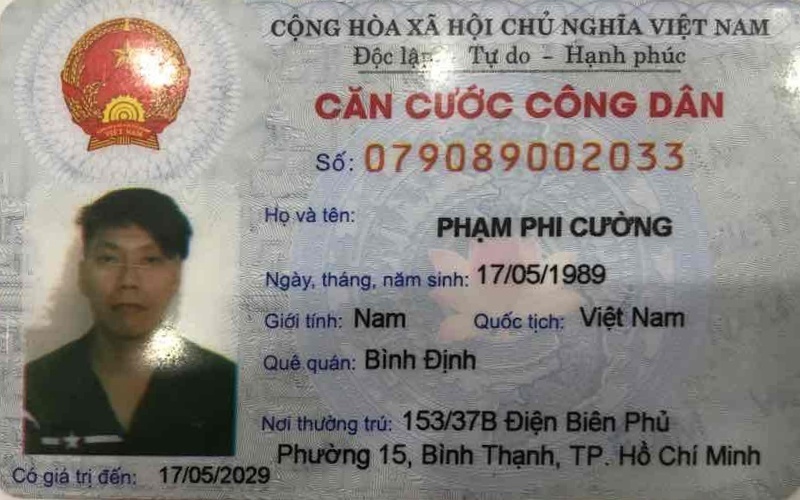 CỘNG HÒA XÃ HỘI CHỦ NGHĨA VIỆT NAM
Độc lập - Tự do - Hạnh phúc
CĂN CƯỚC CÔNG DÂN
Số: 079089002033
Họ và tên: PHẠM PHI CƯỜNG
Ngày, tháng, năm sinh: 17/05/1989
Giới tính: Nam Quốc tịch: Việt Nam
Quê quán: Bình Định
Nơi thường trú: 153/37B Điện Biên Phủ
Phường 15, Bình Thạnh, TP. Hồ Chí Minh
Có giá trị đến: 17/05/2029